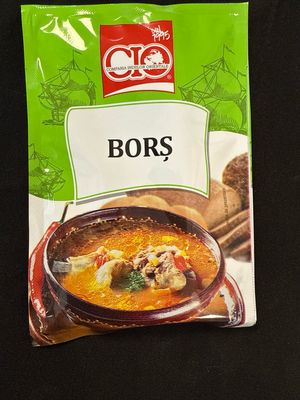 CIO
COMPANIA INDIILOR ORIENTALE
®
BORȘ